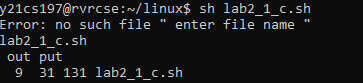 y21cs197@rvrcse:~/linux$ sh lab2_1_c.sh
Error: no such file " enter file name "
lab2_1_c.sh
 out put
  9  31 131 lab2_1_c.sh